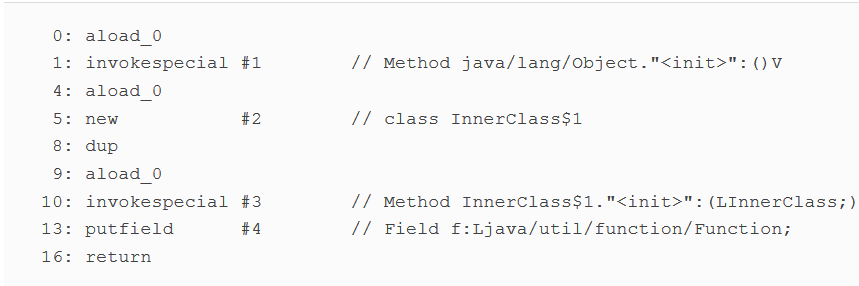 0: aload_0
1: invokespecial #1 // Method java/lang/Object."<init>":()V
4: aload_0
5: new #2 // class InnerClass$1
8: dup
9: aload_0
10: invokespecial #3 // Method InnerClass$1."<init>":(LInnerClass;)
13: putfield #4 // Field f:Ljava/util/function/Function;
16: return